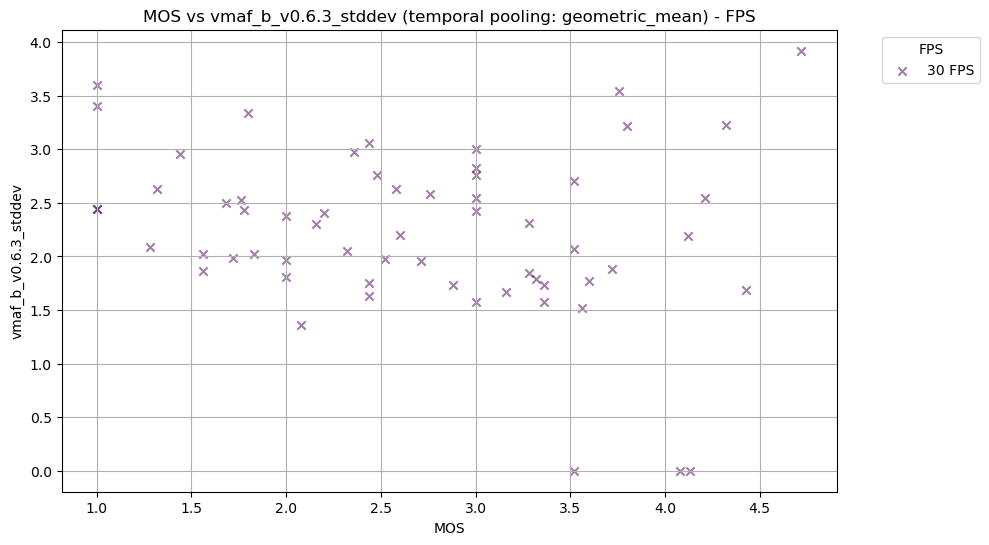 MOS vs vmaf_b_v0.6.3_stddev (temporal pooling: geometric_mean) - FPS
FPS
30 FPS
vmaf_b_v0.6.3_stddev
4.0
3.5
3.0
2.5
2.0
1.5
1.0
0.5
0.0
1.0 1.5 2.0 2.5 3.0 3.5 4.0 4.5
MOS